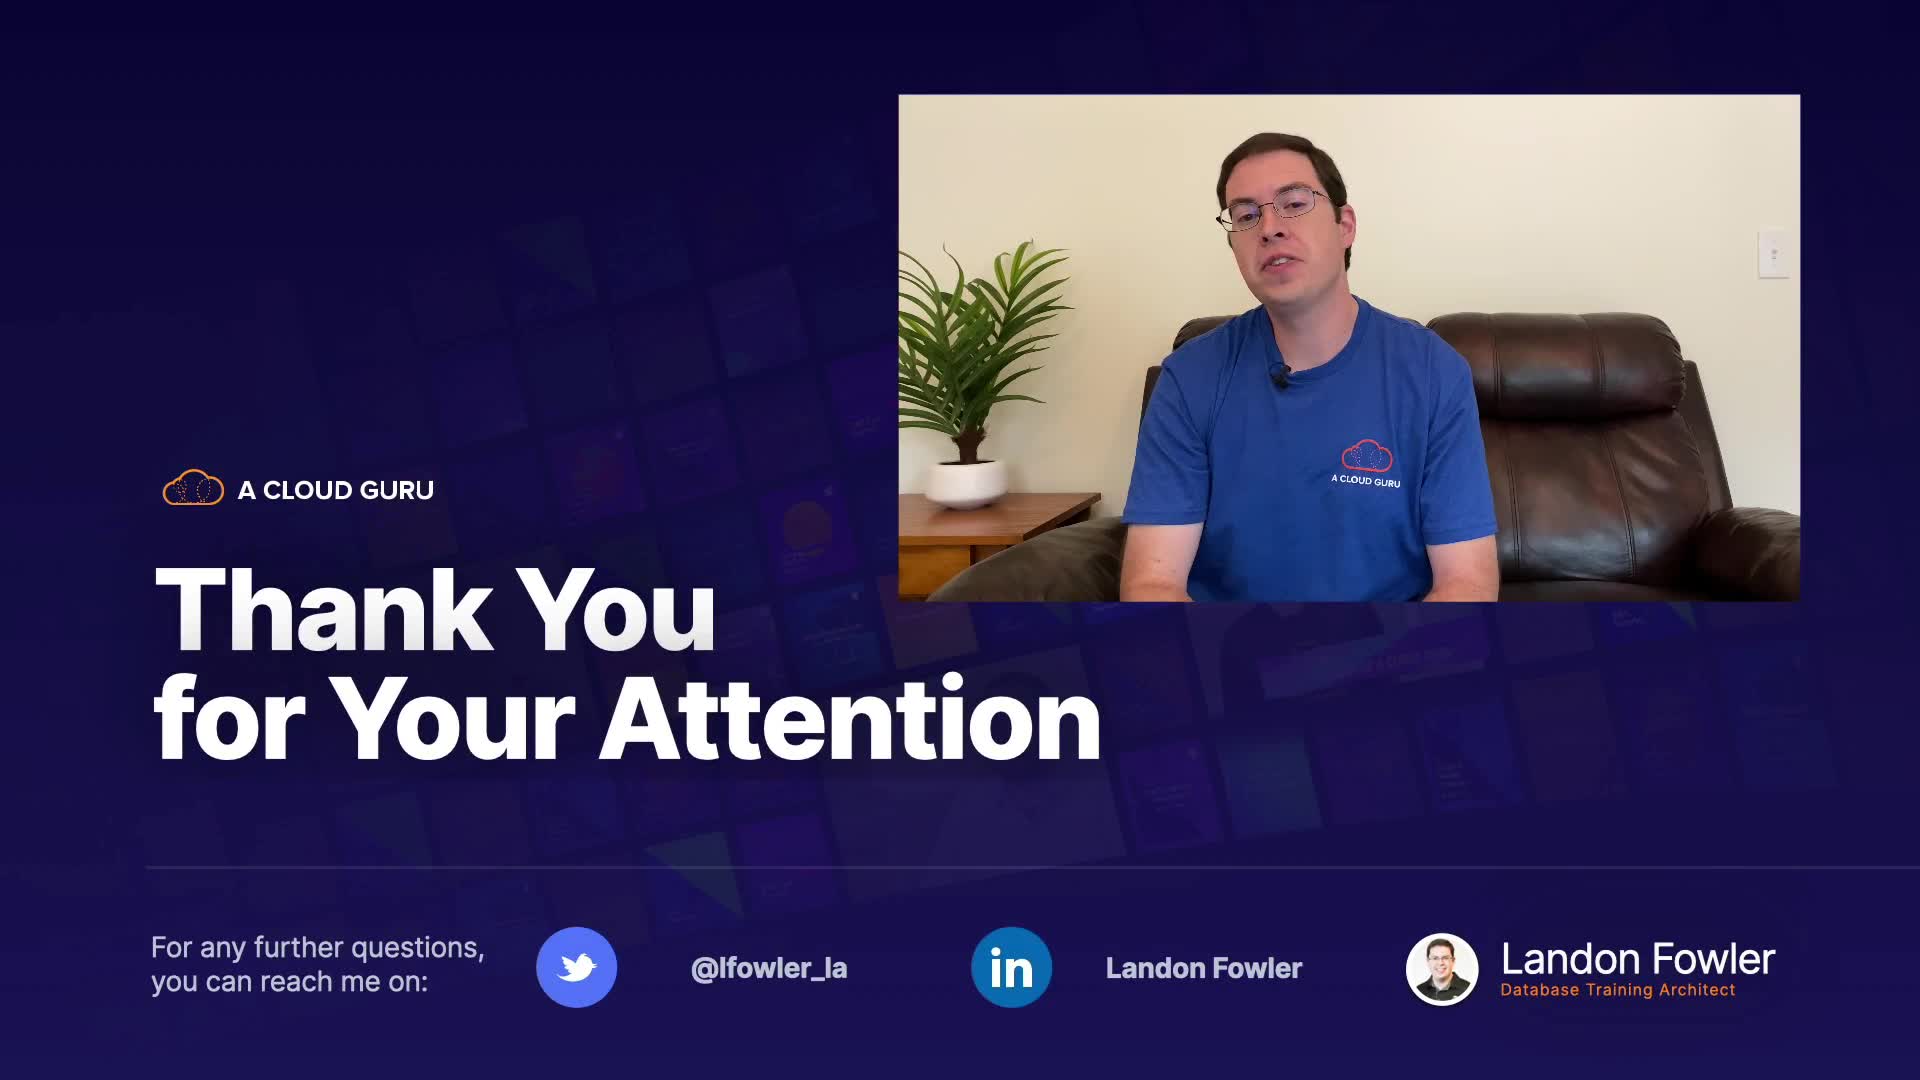 A CLOUD GURU
A CLOUD GURU
Thank You
for Your Attention
For any further questions,
you can reach me on:
@lfowler_la
in
Landon Fowler
Landon Fowler
Database Training Architect